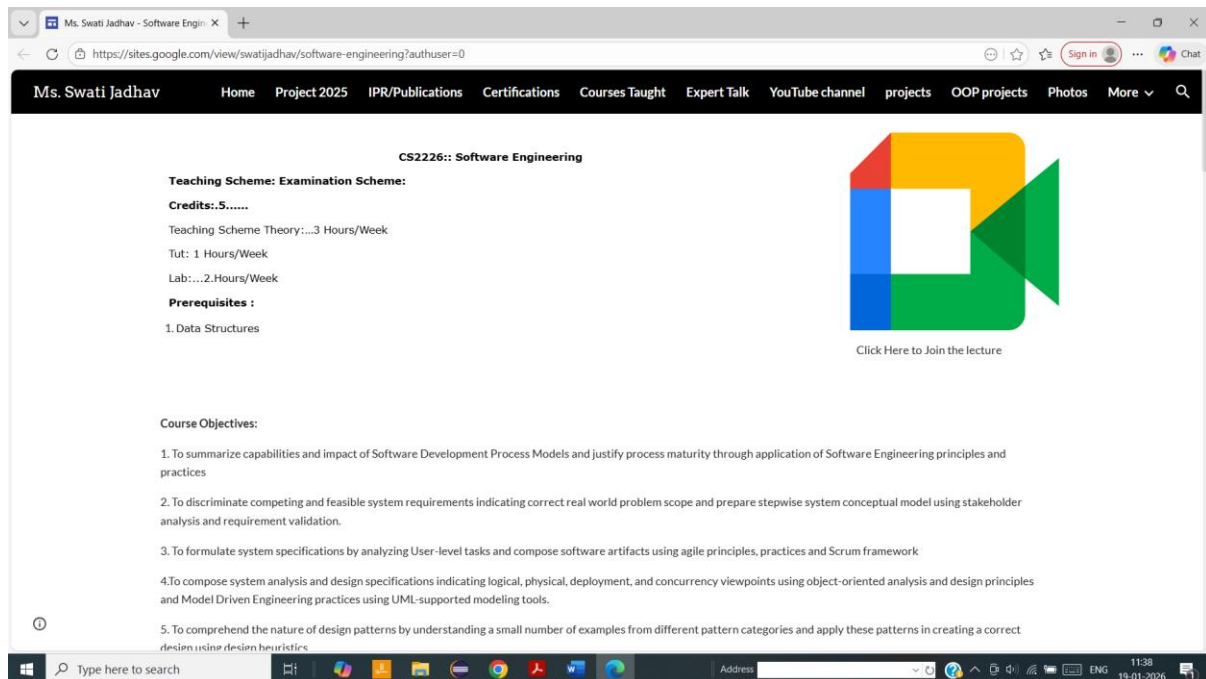 Ms. Swati Jadhav - Software Engin
https://sites.google.com/view/swatijadhav/software-engineering?authuser=0
Sign in
Chat
Ms. Swati Jadhav Home Project 2025 IPR/Publications Certifications Courses Taught Expert Talk YouTube channel projects OOP projects Photos More
CS2226:: Software Engineering
Teaching Scheme: Examination Scheme:
Credits:.5......
Teaching Scheme Theory:...3 Hours/Week
Tut: 1 Hours/Week
Lab:...2.Hours/Week
Prerequisites :
1. Data Structures
Click Here to Join the lecture
Course Objectives:
1. To summarize capabilities and impact of Software Development Process Models and justify process maturity through application of Software Engineering principles and
practices
2. To discriminate competing and feasible system requirements indicating correct real world problem scope and prepare stepwise system conceptual model using stakeholder
analysis and requirement validation.
3. To formulate system specifications by analyzing User-level tasks and compose software artifacts using agile principles, practices and Scrum framework
4.To compose system analysis and design specifications indicating logical, physical, deployment, and concurrency viewpoints using object-oriented analysis and design principles
and Model Driven Engineering practices using UML-supported modeling tools.
5. To comprehend the nature of design patterns by understanding a small number of examples from different pattern categories and apply these patterns in creating a correct
design using design heuristics
Type here to search
Address
ENG
11:38
19-01-2026